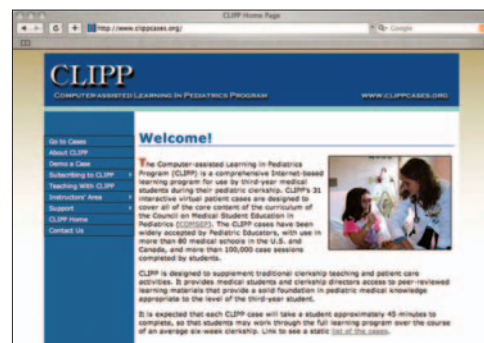 CLIPP Home Page
http://www.clippcases.org/
Google
CLIPP
COMPUTER-ASSISTED LEARNING IN PEDIATRICS PROGRAM
WWW.CLIPPCASES.ORG
Go to Cases
About CLIPP
Demo a Case
Subscribing to CLIPP
Teaching With CLIPP
Instructors' Area
Support
CLIPP Home
Contact Us
Welcome!
The Computer-assisted Learning in Pediatrics
Program (CLIPP) is a comprehensive Internet-based
learning program for use by third-year medical
students during their pediatric clerkship. CLIPP's 31
interactive virtual patient cases are designed to
cover all of the core content of the curriculum of
the Council on Medical Student Education in
Pediatrics (COMSEP). The CLIPP cases have been
widely accepted by Pediatric Educators, with use in
more than 80 medical schools in the U.S. and
Canada, and more than 100,000 case sessions
completed by students.
CLIPP is designed to supplement traditional clerkship teaching and patient care
activities. It provides medical students and clerkship directors access to peer-reviewed
learning materials that provide a solid foundation in pediatric medical knowledge
appropriate to the level of the third-year student.
It is expected that each CLIPP case will take a student approximately 45 minutes to
complete, so that students may work through the full learning program over the course
of an average six-week clerkship. Link to see a static list of the cases.